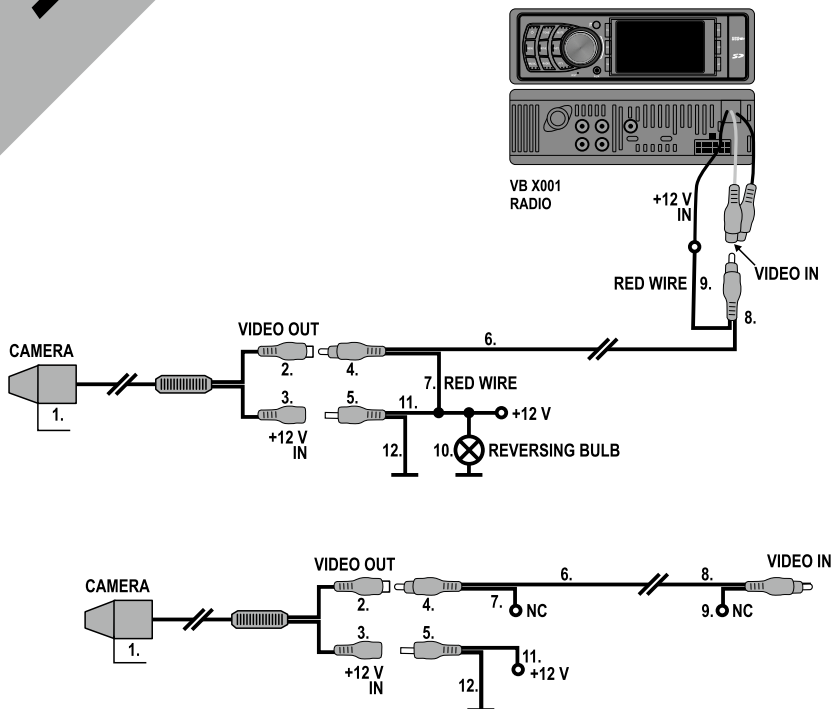 VB X001
RADIO
+12 V
IN
VIDEO IN
RED WIRE
9.
8.
VIDEO OUT
6.
CAMERA
2.
4.
7.
RED WIRE
1.
3.
5.
11.
+12 V
+12 V
IN
12.
10.
REVERSING BULB
VIDEO OUT
6.
8.
VIDEO IN
CAMERA
2.
4.
7.
NC
9.
NC
1.
3.
5.
11.
+12 V
+12 V
IN
12.